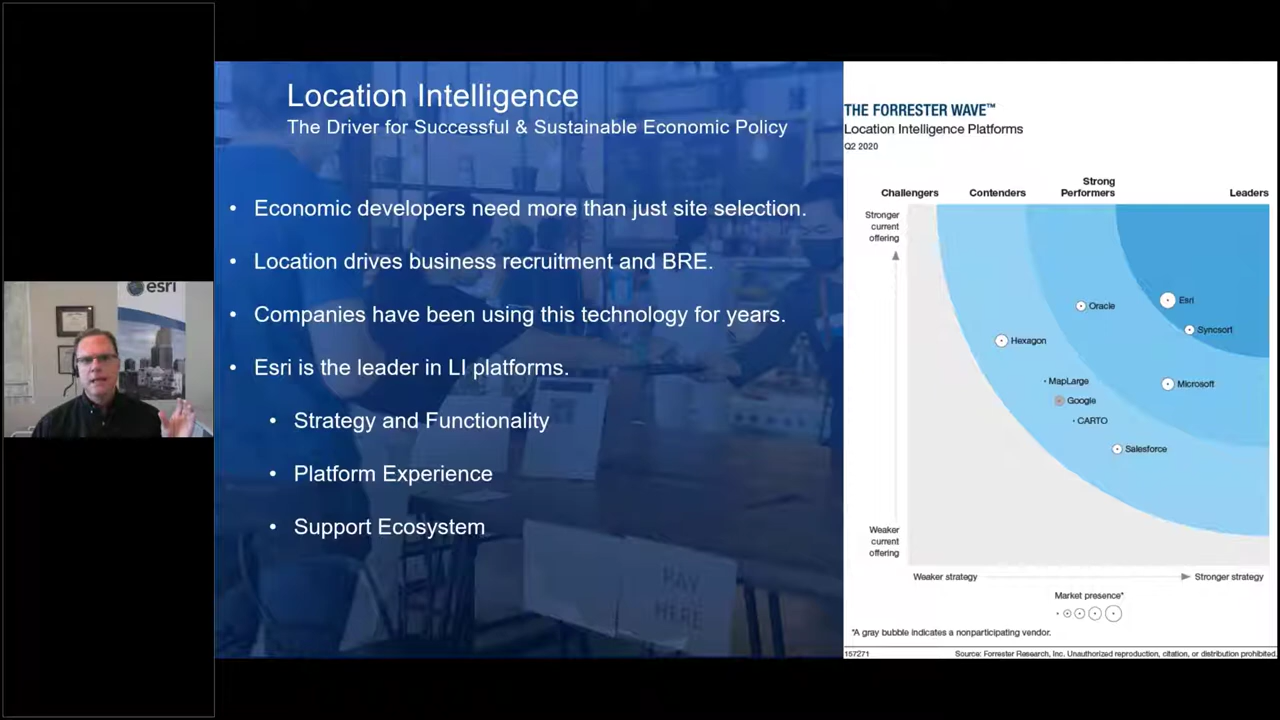 esri
Location Intelligence
The Driver for Successful & Sustainable Economic Policy
• Economic developers need more than just site selection.
• Location drives business recruitment and BRE.
• Companies have been using this technology for years.
• Esri is the leader in LI platforms.
• Strategy and Functionality
• Platform Experience
• Support Ecosystem
PAY
HERE
THE FORRESTER WAVE™
Location Intelligence Platforms
Q2 2020
Challengers
Contenders
Strong
Performers
Leaders
Stronger
current
offering
Esri
Oracle
Syncsort
Hexagon
MapLarge
Microsoft
Google
CARTO
Salesforce
Weaker
current
offering
Weaker strategy
Stronger strategy
Market presence*
*A gray bubble indicates a nonparticipating vendor.
157271
Source: Forrester Research, Inc. Unauthorized reproduction, citation, or distribution prohibited.